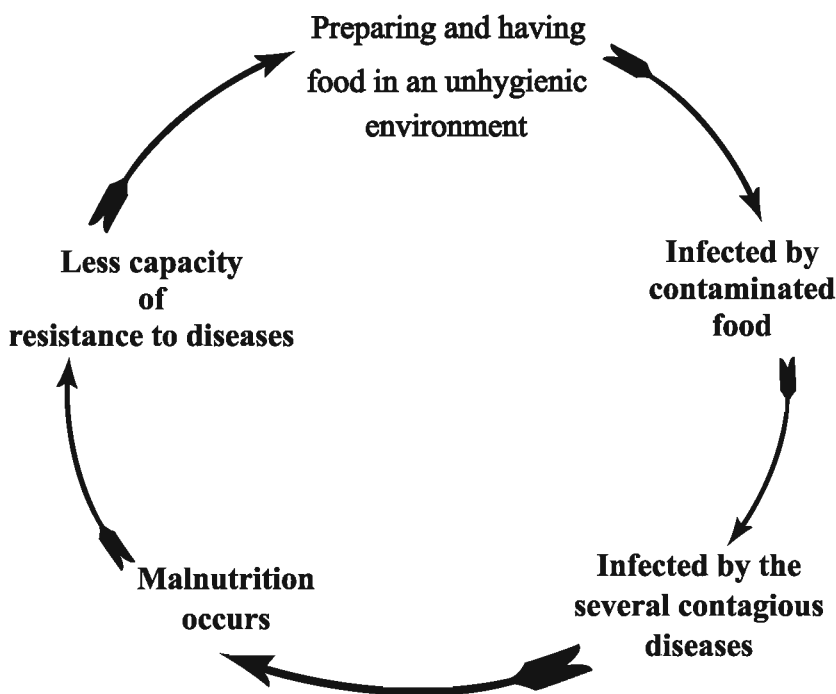 Preparing and having
food in an unhygienic
environment
Infected by
contaminated
food
Infected by the
several contagious
diseases
Malnutrition
occurs
Less capacity
of
resistance to diseases